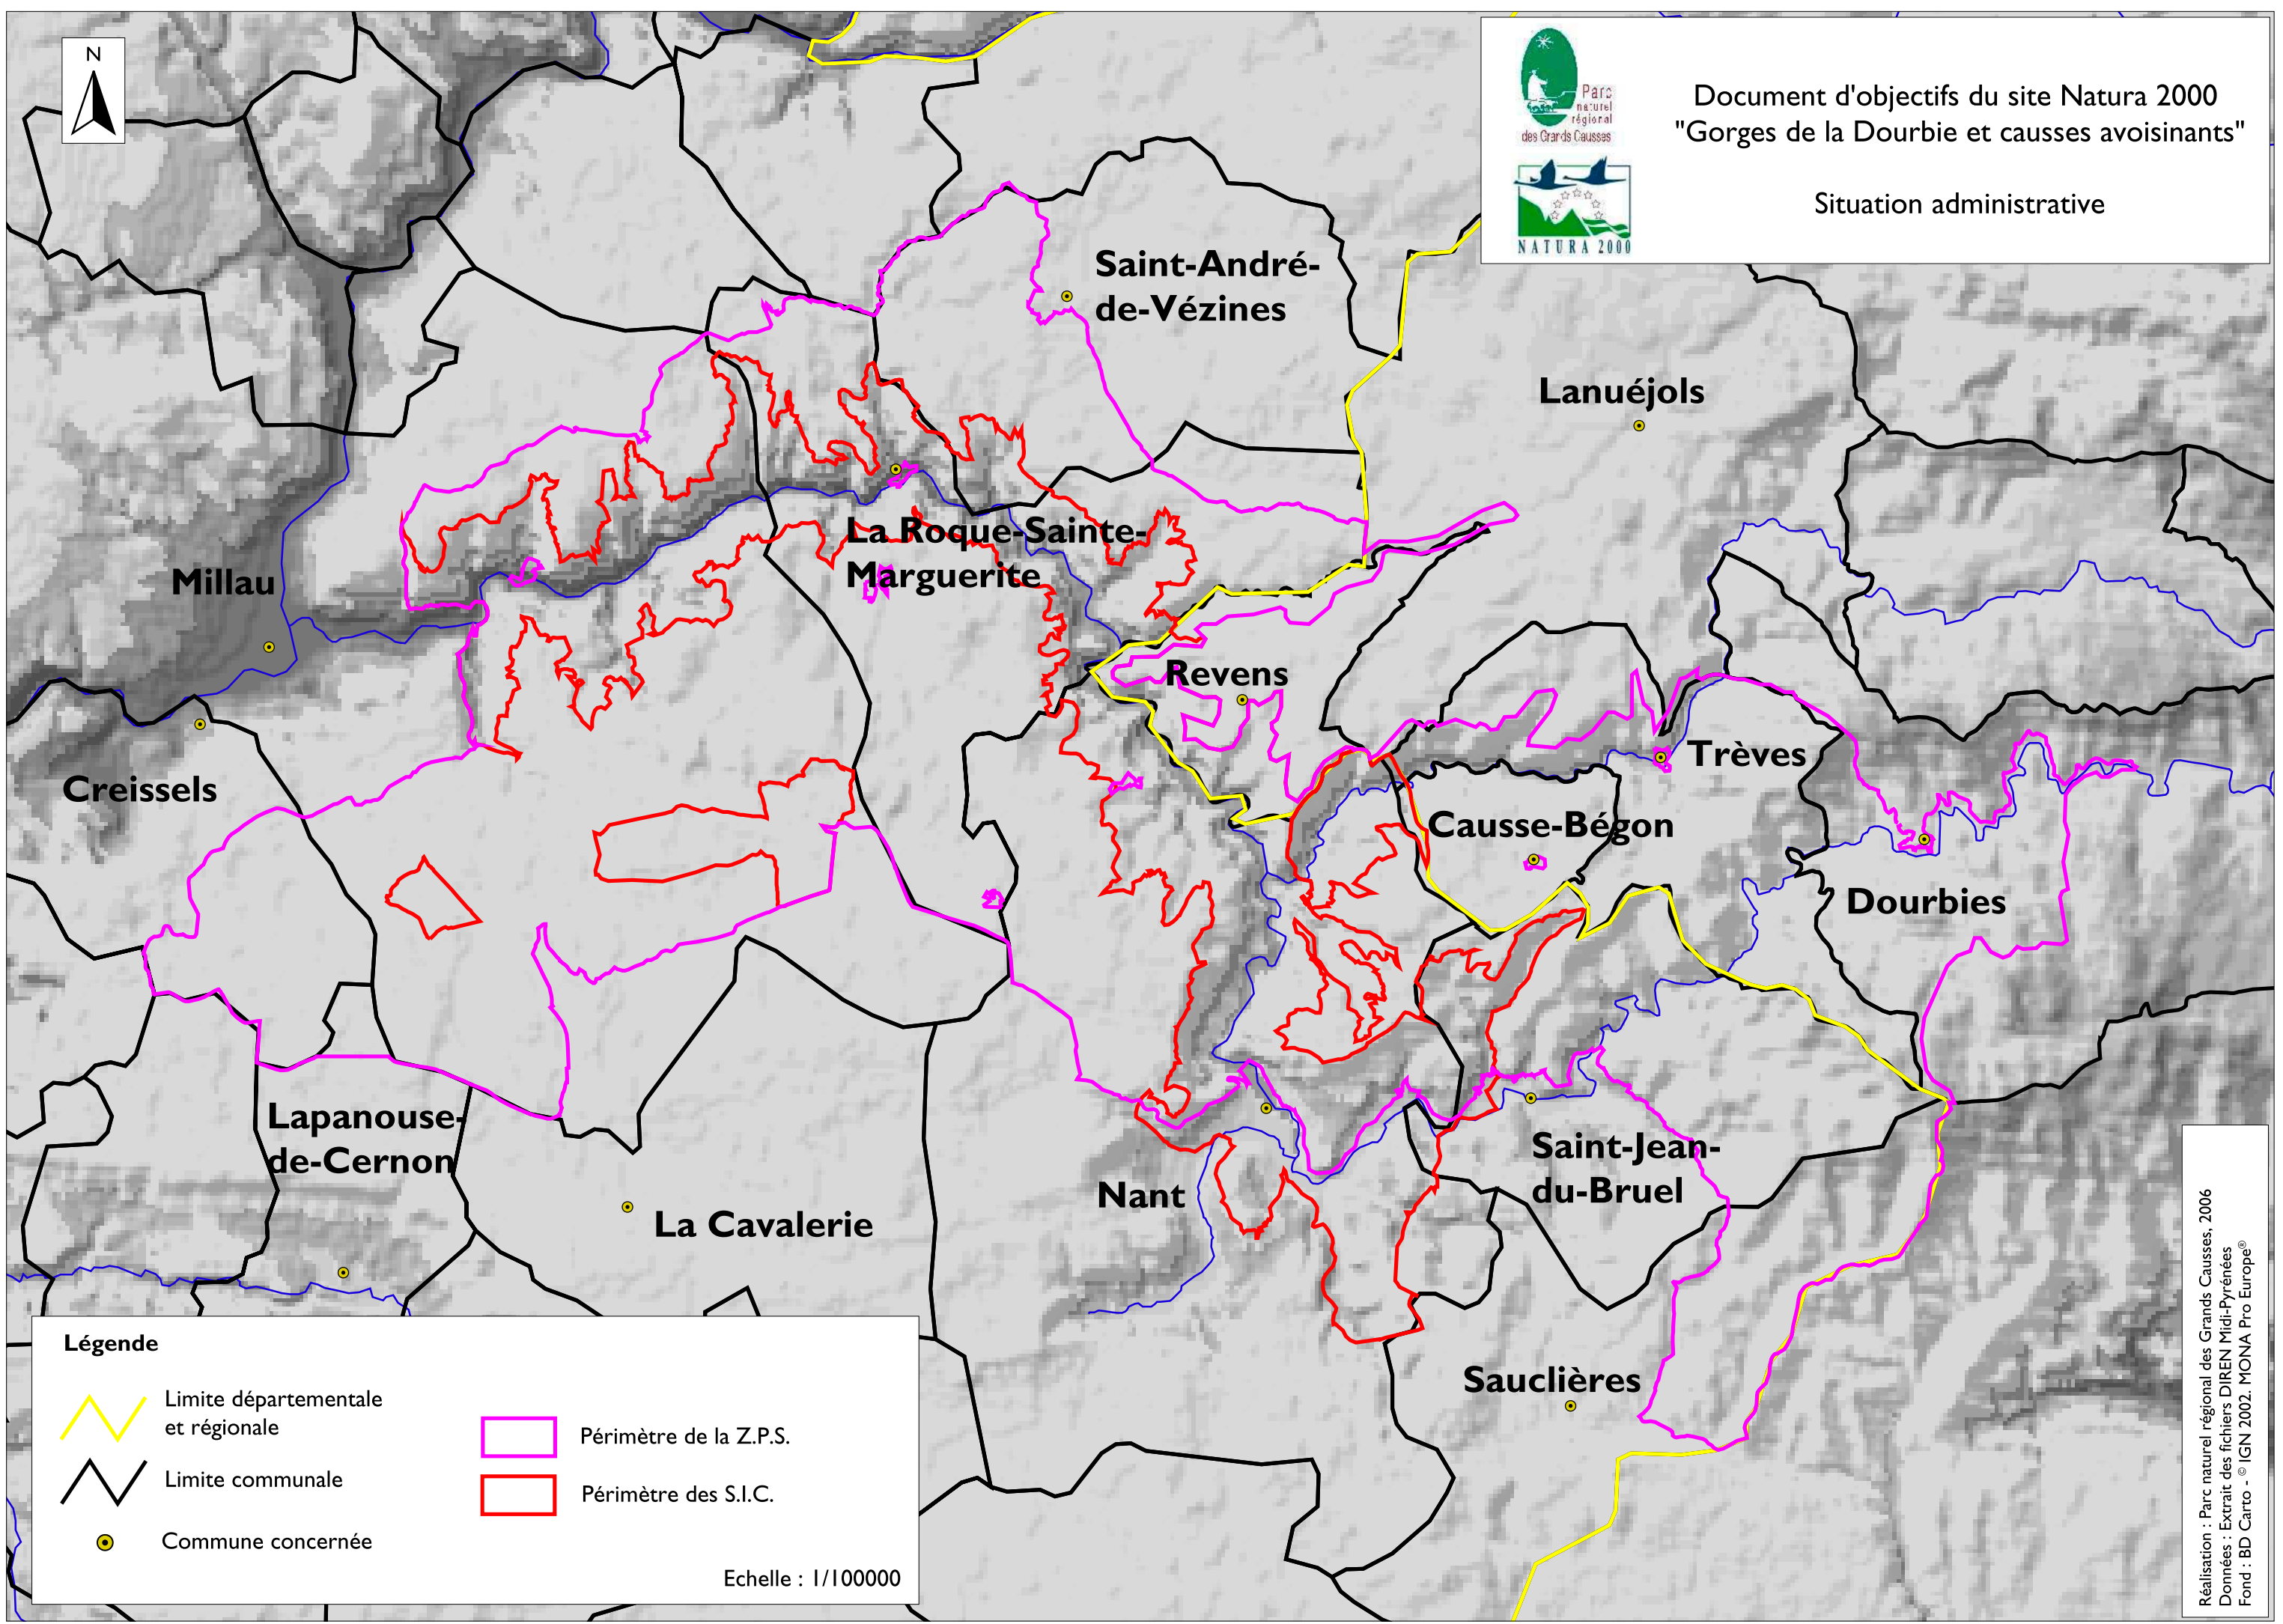 N
Parc
naturel
régional
des Grands Causses
NATURA 2000
Document d'objectifs du site Natura 2000
"Gorges de la Dourbie et causses avoisinants"
Situation administrative
Saint-André-
de-Vézines
Lanuéjols
La Roque-Sainte-
Marguerite
Millau
Revens
Trèves
Creissels
Causse-Bégon
Dourbies
Lapanouse-
de-Cernon
Saint-Jean-
du-Bruel
Nant
La Cavalerie
Sauclières
Légende
Limite départementale
et régionale
Limite communale
Commune concernée
Périmètre de la Z.P.S.
Périmètre des S.I.C.
Echelle : 1/100000
Réalisation : Parc naturel régional des Grands Causses, 2006
Données : Extrait des fichiers DIREN Midi-Pyrénées
Fond : BD Carto - © IGN 2002. MONA Pro Europe®